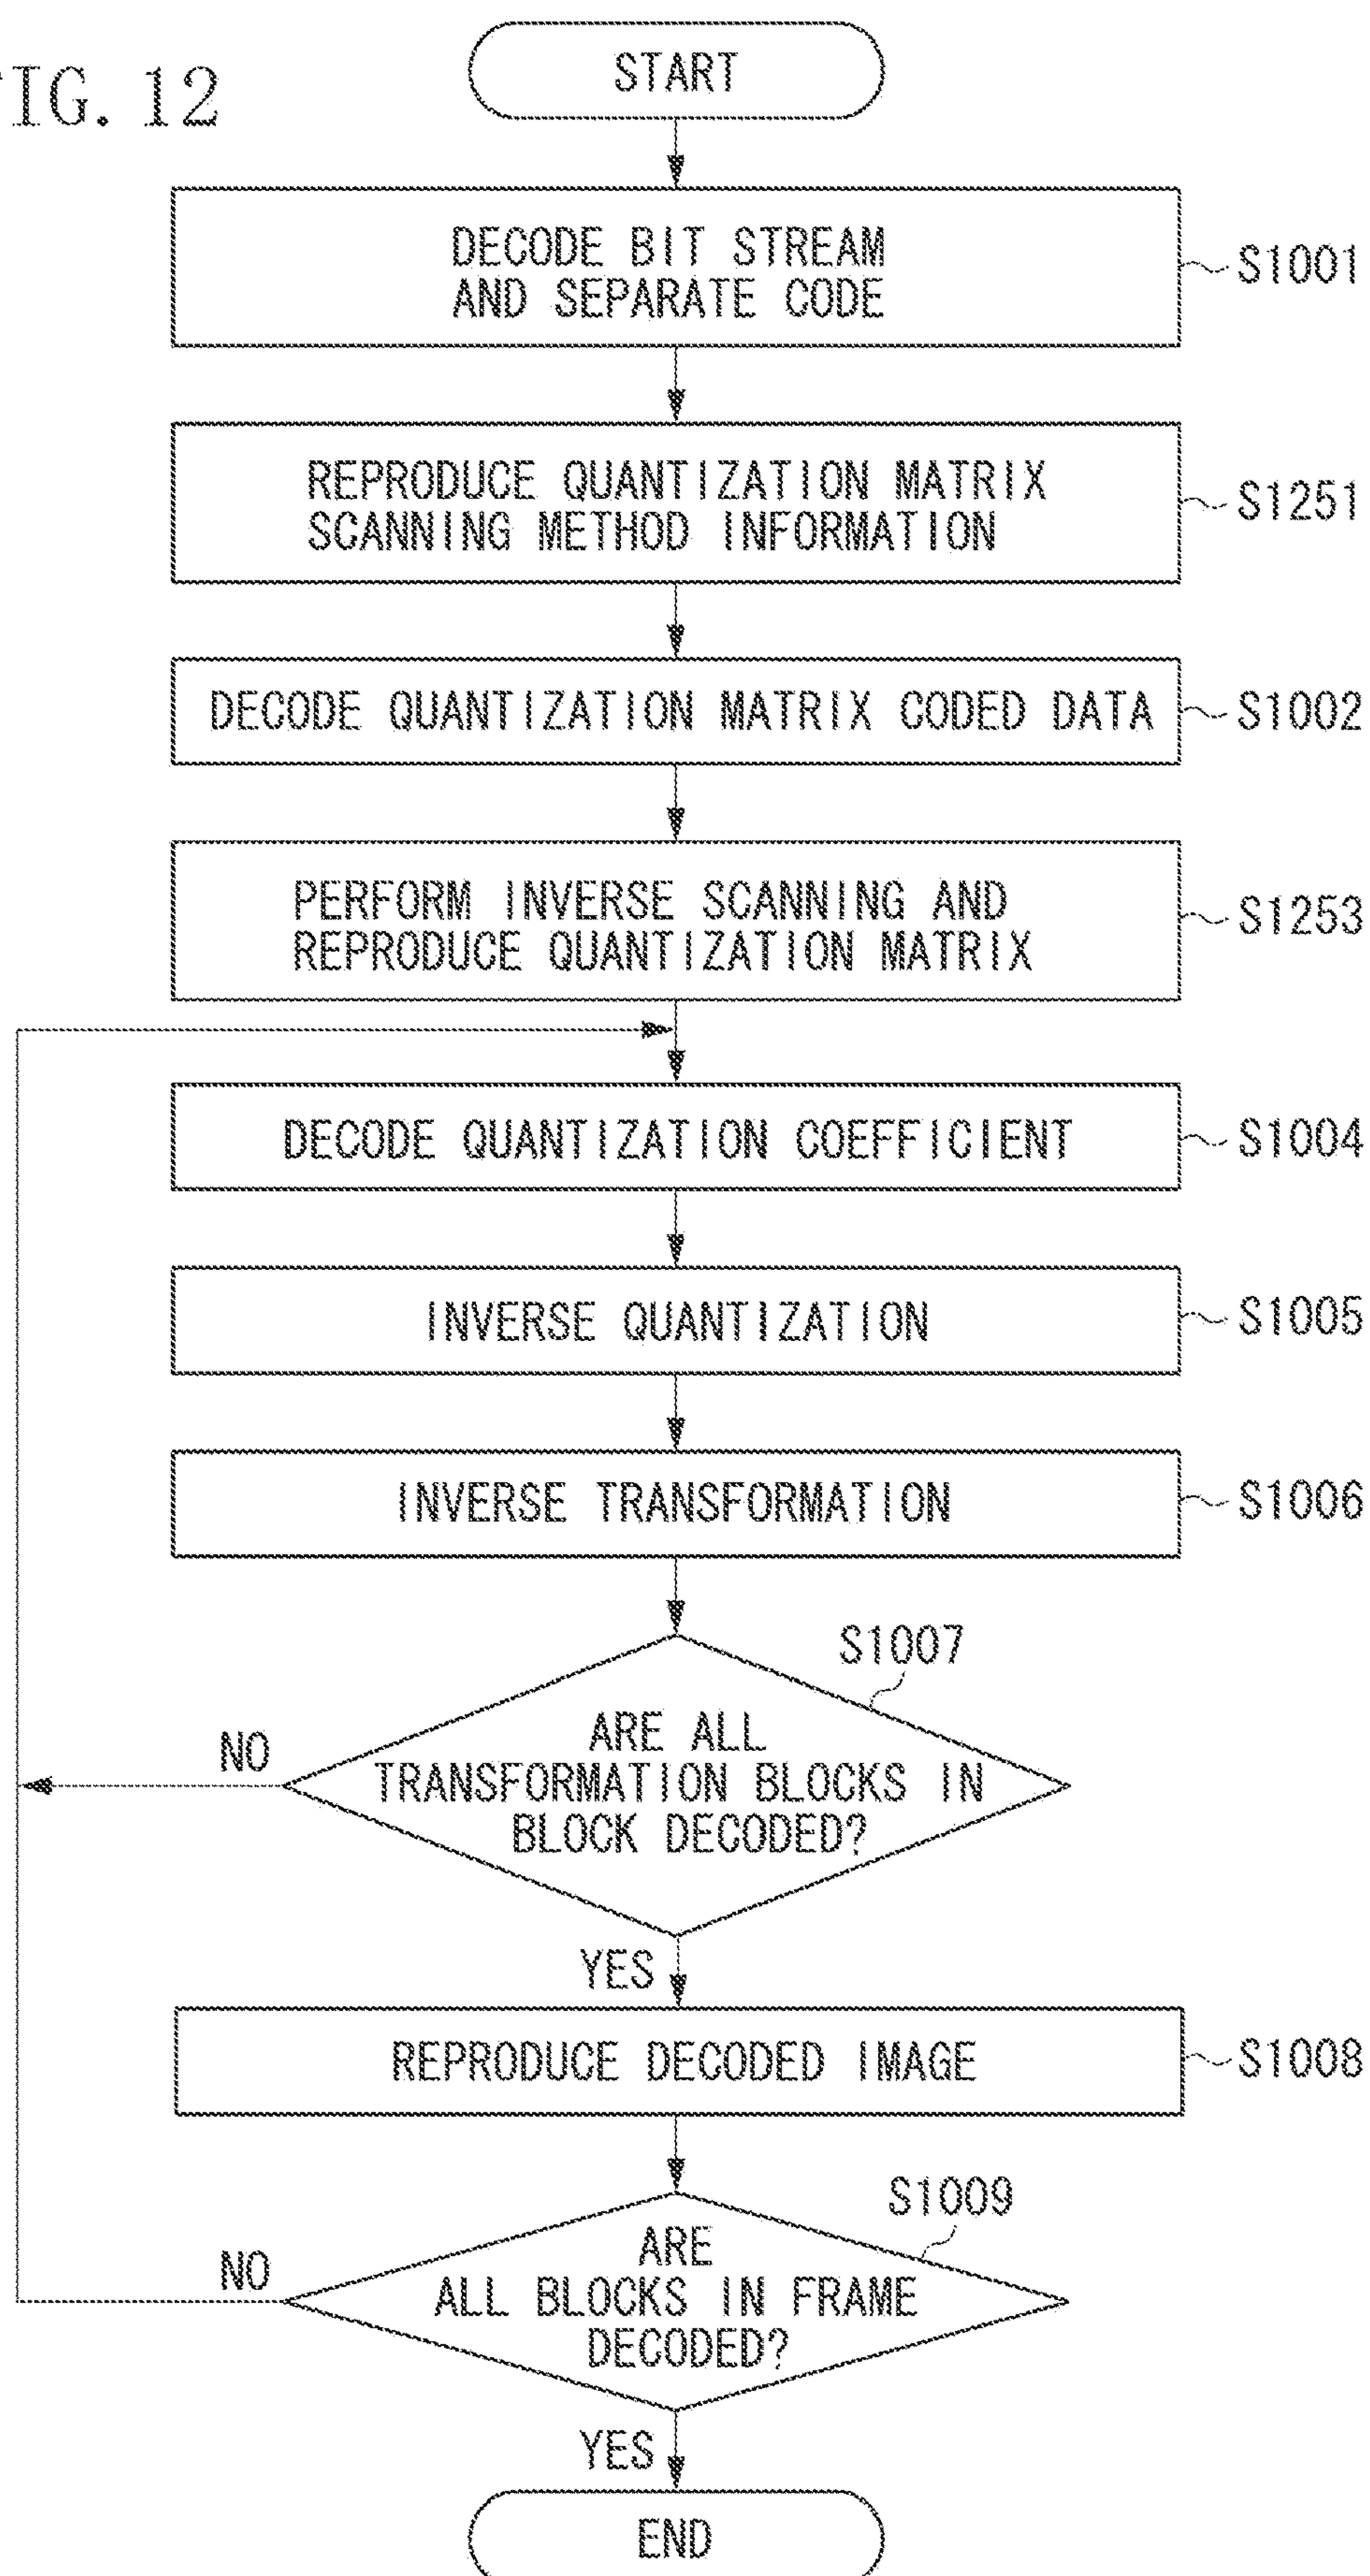 FIG. 12
START
DECODE BIT STREAM
AND SEPARATE CODE
S1001
REPRODUCE QUANTIZATION MATRIX
SCANNING METHOD INFORMATION
S1251
DECODE QUANTIZATION MATRIX CODED DATA
S1002
PERFORM INVERSE SCANNING AND
REPRODUCE QUANTIZATION MATRIX
S1253
DECODE QUANTIZATION COEFFICIENT
S1004
INVERSE QUANTIZATION
S1005
INVERSE TRANSFORMATION
S1006
S1007
ARE ALL
TRANSFORMATION BLOCKS IN
BLOCK DECODED?
NO
YES
REPRODUCE DECODED IMAGE
S1008
S1009
ARE
ALL BLOCKS IN FRAME
DECODED?
NO
YES
END